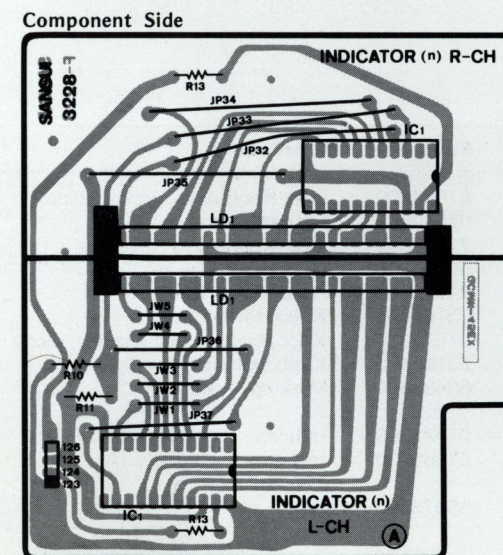 Component Side
INDICATOR (n) R-CH
SANSUI
3228-F
R13
JP34
JP33
JP32
IC1
JP35
LD1
LD1
JW5
JW4
JP36
JW3
R10
JW2
R11
JW1
JP37
126
125
124
123
IC1
R13
INDICATOR (n)
L-CH
A